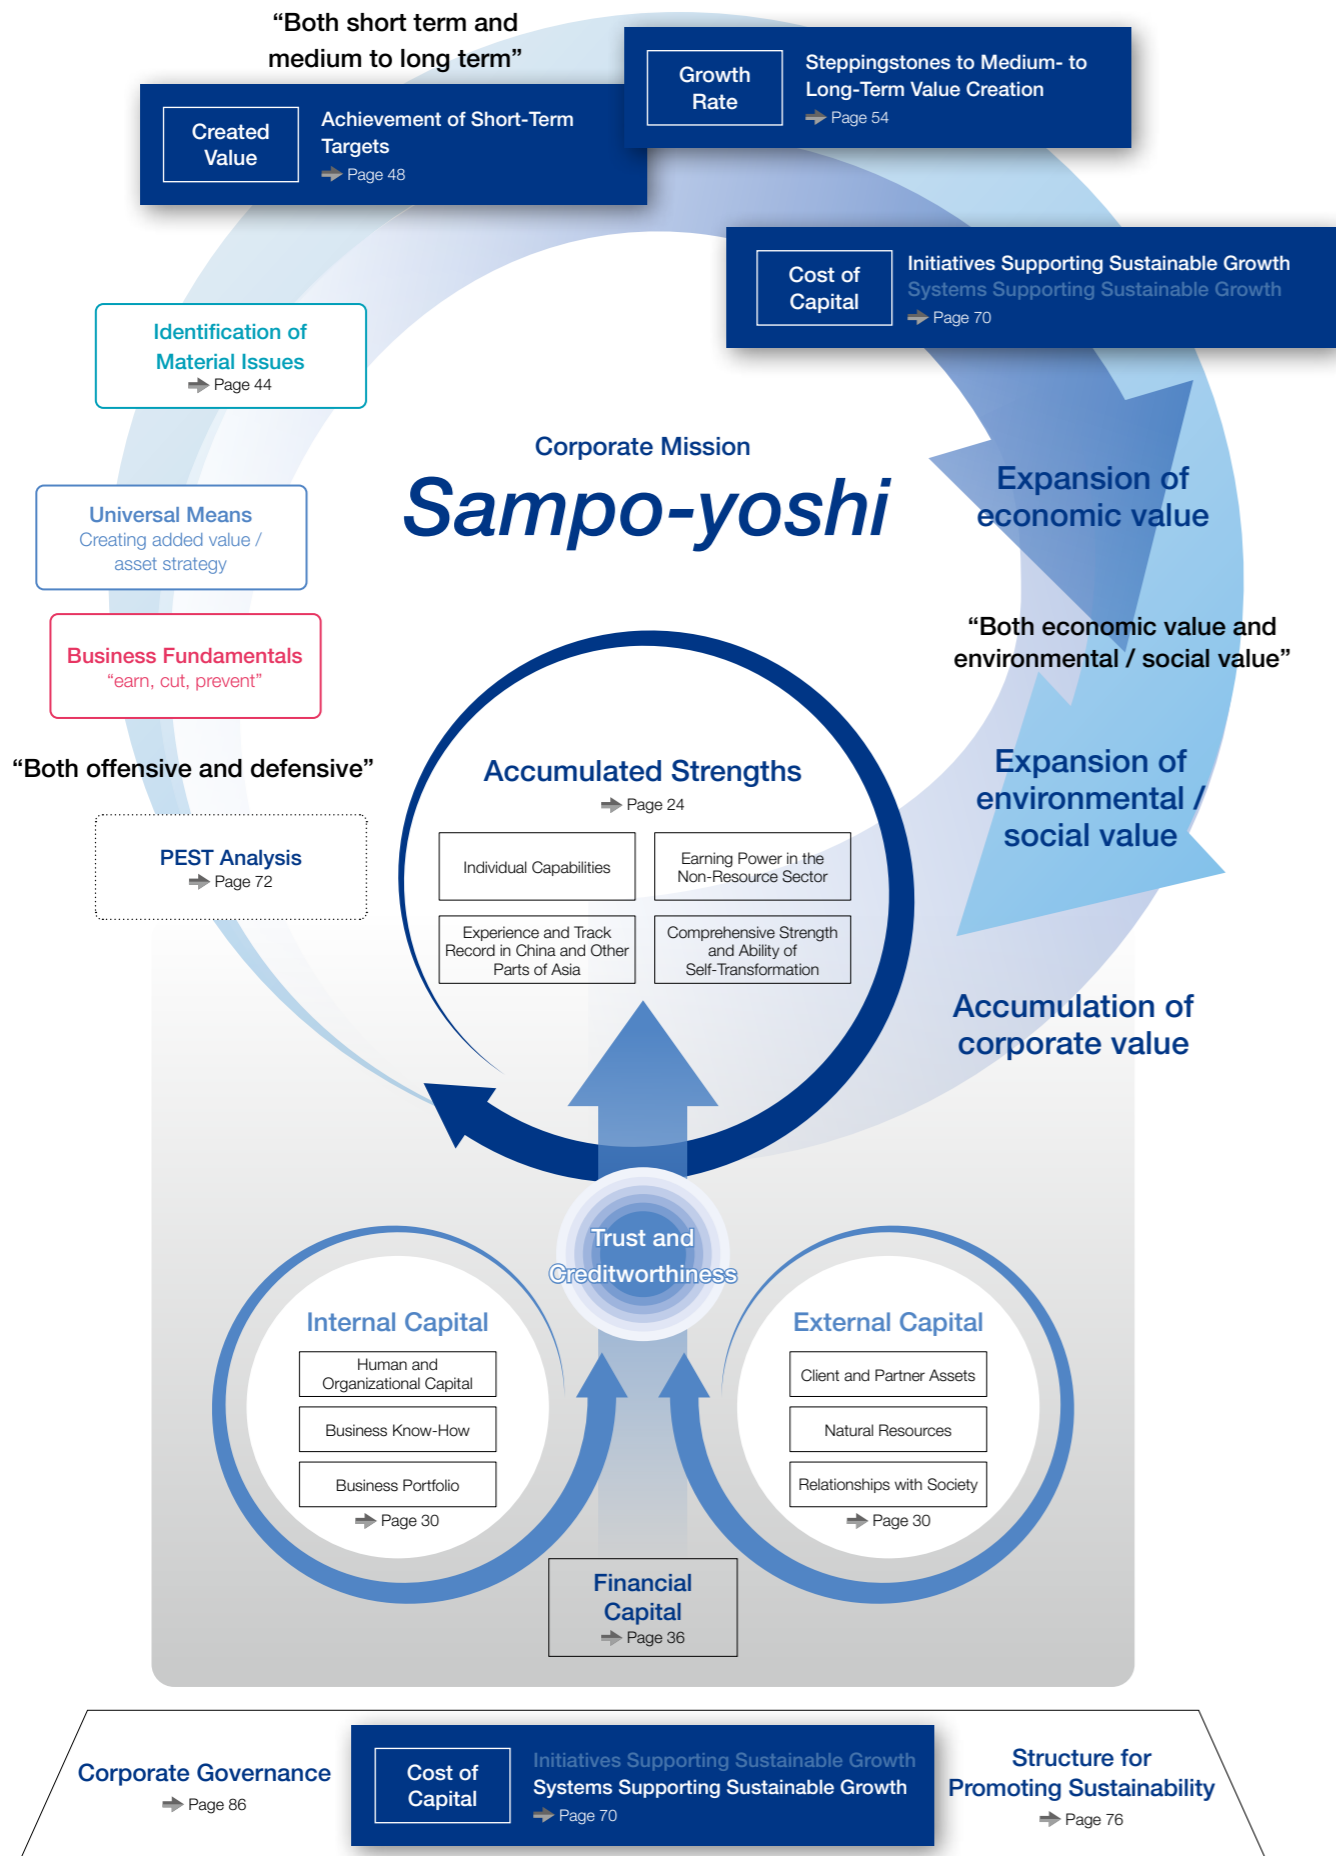 “Both short term and
medium to long term”
Growth
Rate
Steppingstones to Medium- to
Long-Term Value Creation
Page 54
Created
Value
Achievement of Short-Term
Targets
Page 48
Cost of
Capital
Initiatives Supporting Sustainable Growth
Systems Supporting Sustainable Growth
Page 70
Identification of
Material Issues
Page 44
Corporate Mission
Sampo-yoshi
Expansion of
economic value
Universal Means
Creating added value /
asset strategy
Business Fundamentals
“earn, cut, prevent”
“Both economic value and
environmental / social value”
“Both offensive and defensive”
PEST Analysis
Page 72
Accumulated Strengths
Page 24
Individual Capabilities
Earning Power in the
Non-Resource Sector
Experience and Track
Record in China and Other
Parts of Asia
Comprehensive Strength
and Ability of
Self-Transformation
Expansion of
environmental /
social value
Accumulation of
corporate value
Trust and
Creditworthiness
Internal Capital
Human and
Organizational Capital
Business Know-How
Business Portfolio
Page 30
External Capital
Client and Partner Assets
Natural Resources
Relationships with Society
Page 30
Financial
Capital
Page 36
Corporate Governance
Page 86
Cost of
Capital
Initiatives Supporting Sustainable Growth
Systems Supporting Sustainable Growth
Page 70
Structure for
Promoting Sustainability
Page 76